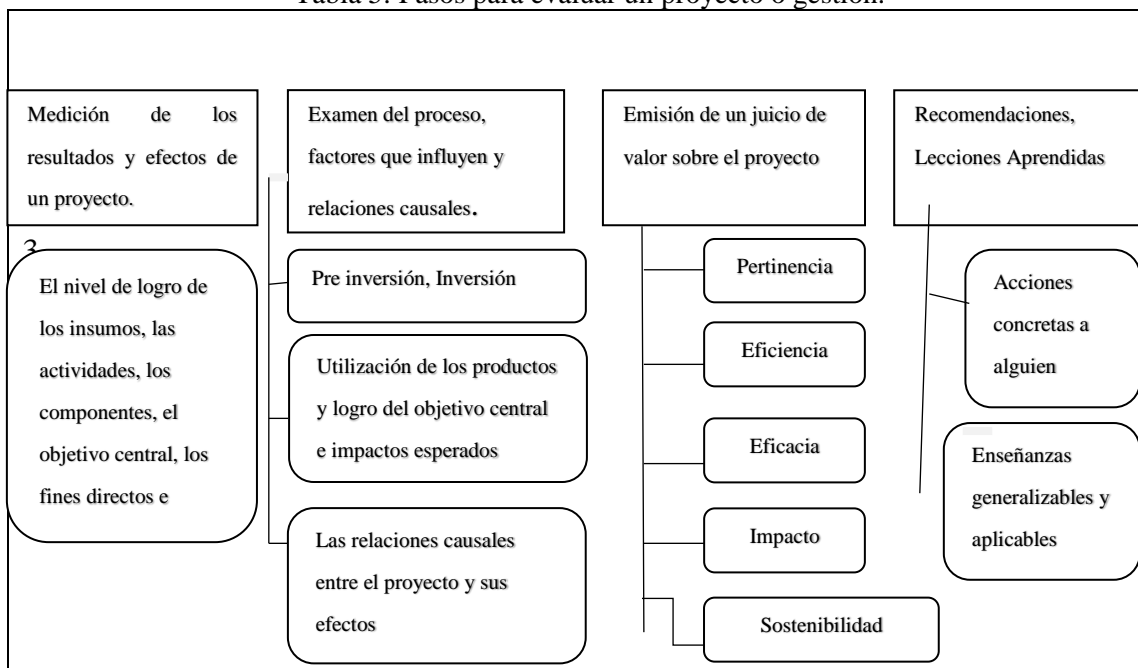 Tabla 3. Pasos para evaluar un proyecto o gestión.
Medición de los
resultados y efectos de
un proyecto.
3
El nivel de logro de
los insumos, las
actividades, los
componentes, el
objetivo central, los
fines directos e
Examen del proceso,
factores que influyen y
relaciones causales.
Pre inversión, Inversión
Utilización de los productos
y logro del objetivo central
e impactos esperados
Las relaciones causales
entre el proyecto y sus
efectos
Emisión de un juicio de
valor sobre el proyecto
Pertinencia
Eficiencia
Eficacia
Impacto
Sostenibilidad
Recomendaciones,
Lecciones Aprendidas
Acciones
concretas a
alguien
Enseñanzas
generalizables y
aplicables